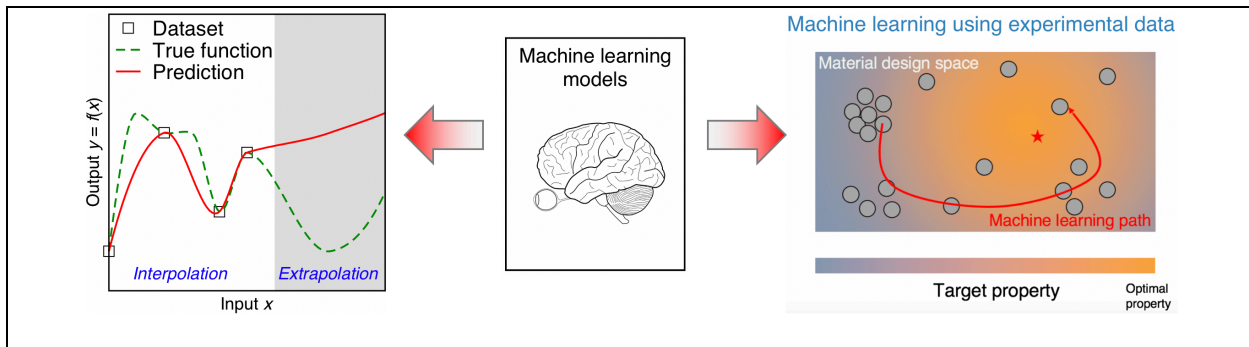 Dataset
True function
Prediction
Output y = f(x)
Interpolation
Extrapolation
Input x
Machine learning
models
Machine learning using experimental data
Material design space
Machine learning path
Target property
Optimal
property